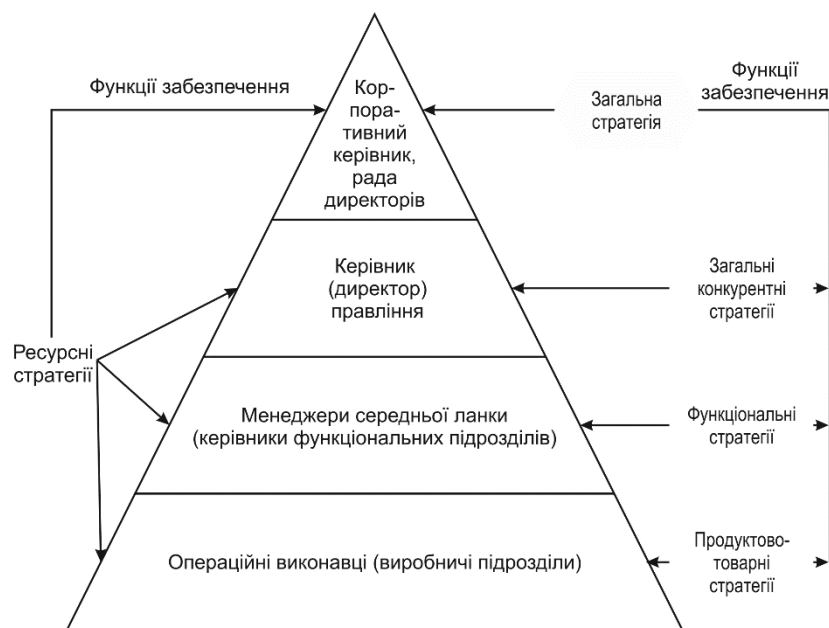 Функції забезпечення
Кор-
пора-
тивний
керівник,
рада
директорів
Загальна
стратегія
Функції
забезпечення
Керівник
(директор)
правління
Загальні
конкурентні
стратегії
Ресурсні
стратегії
Менеджери середньої ланки
(керівники функціональних підрозділів)
Функціональні
стратегії
Операційні виконавці (виробничі підрозділи)
Продуктово-
товарні
стратегії